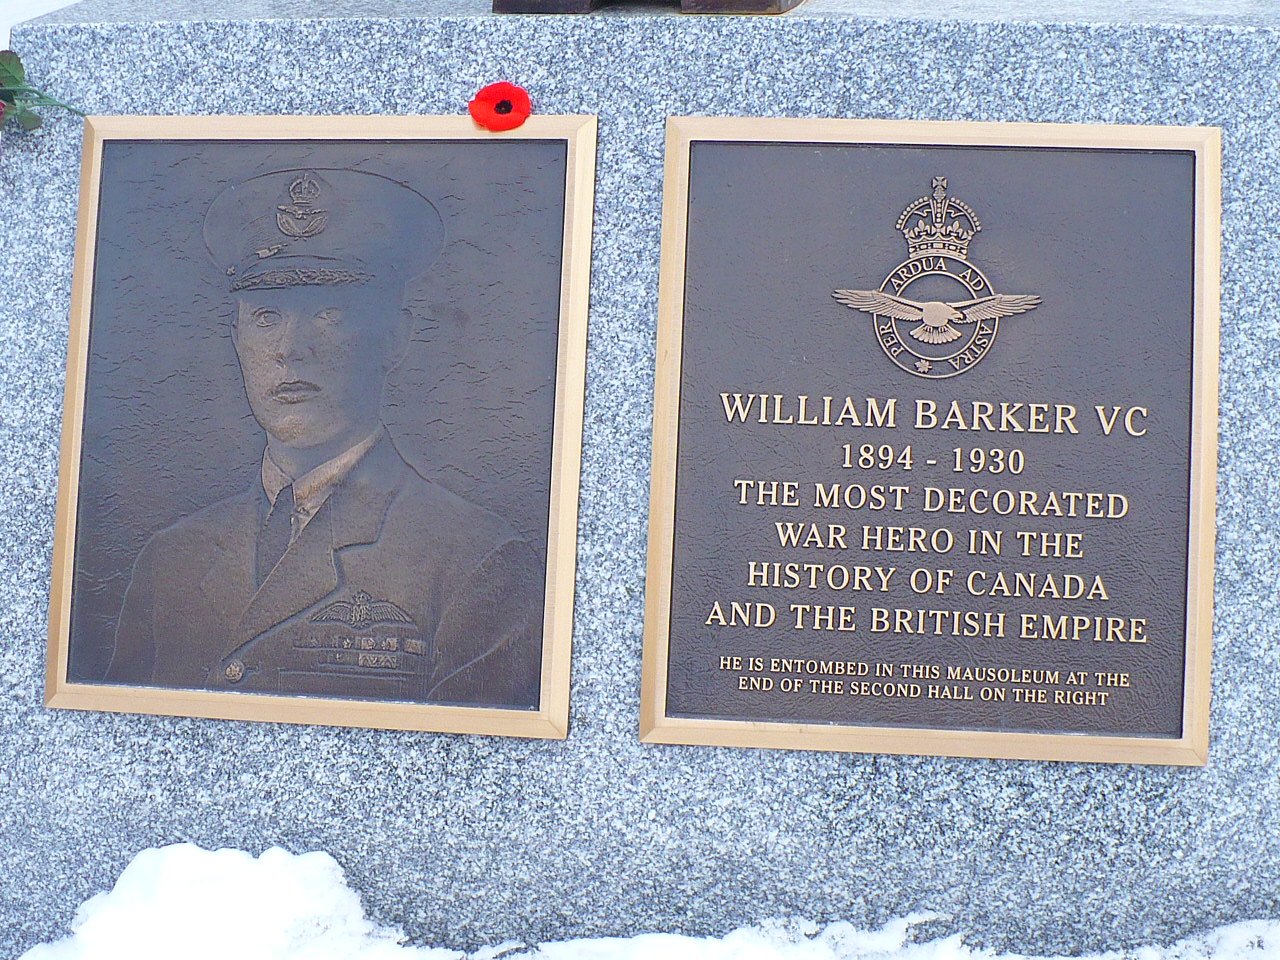 PER ARDUA AD ASTRA
WILLIAM BARKER VC
1894 - 1930
THE MOST DECORATED
WAR HERO IN THE
HISTORY OF CANADA
AND THE BRITISH EMPIRE
HE IS ENTOMBED IN THIS MAUSOLEUM AT THE
END OF THE SECOND HALL ON THE RIGHT